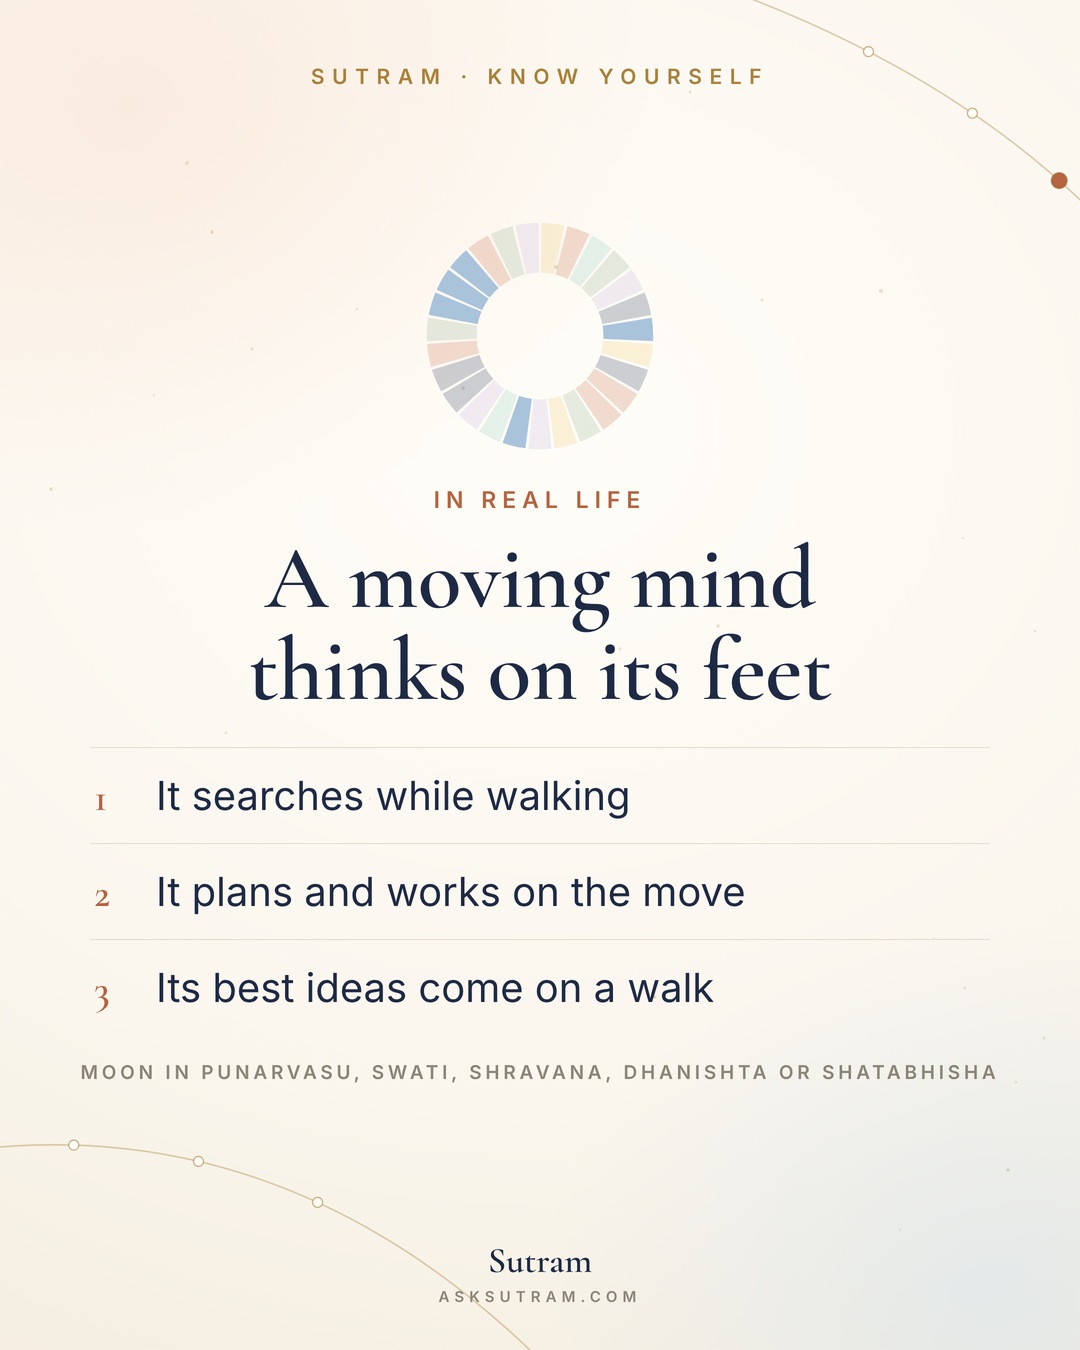 SUTRAM · KNOW YOURSELF
IN REAL LIFE
A moving mind
thinks on its feet
1 It searches while walking
2 It plans and works on the move
3 Its best ideas come on a walk
MOON IN PUNARVASU, SWATI, SHRAVANA, DHANISHTA OR SHATABHISHA
Sutram
ASKSUTRAM.COM